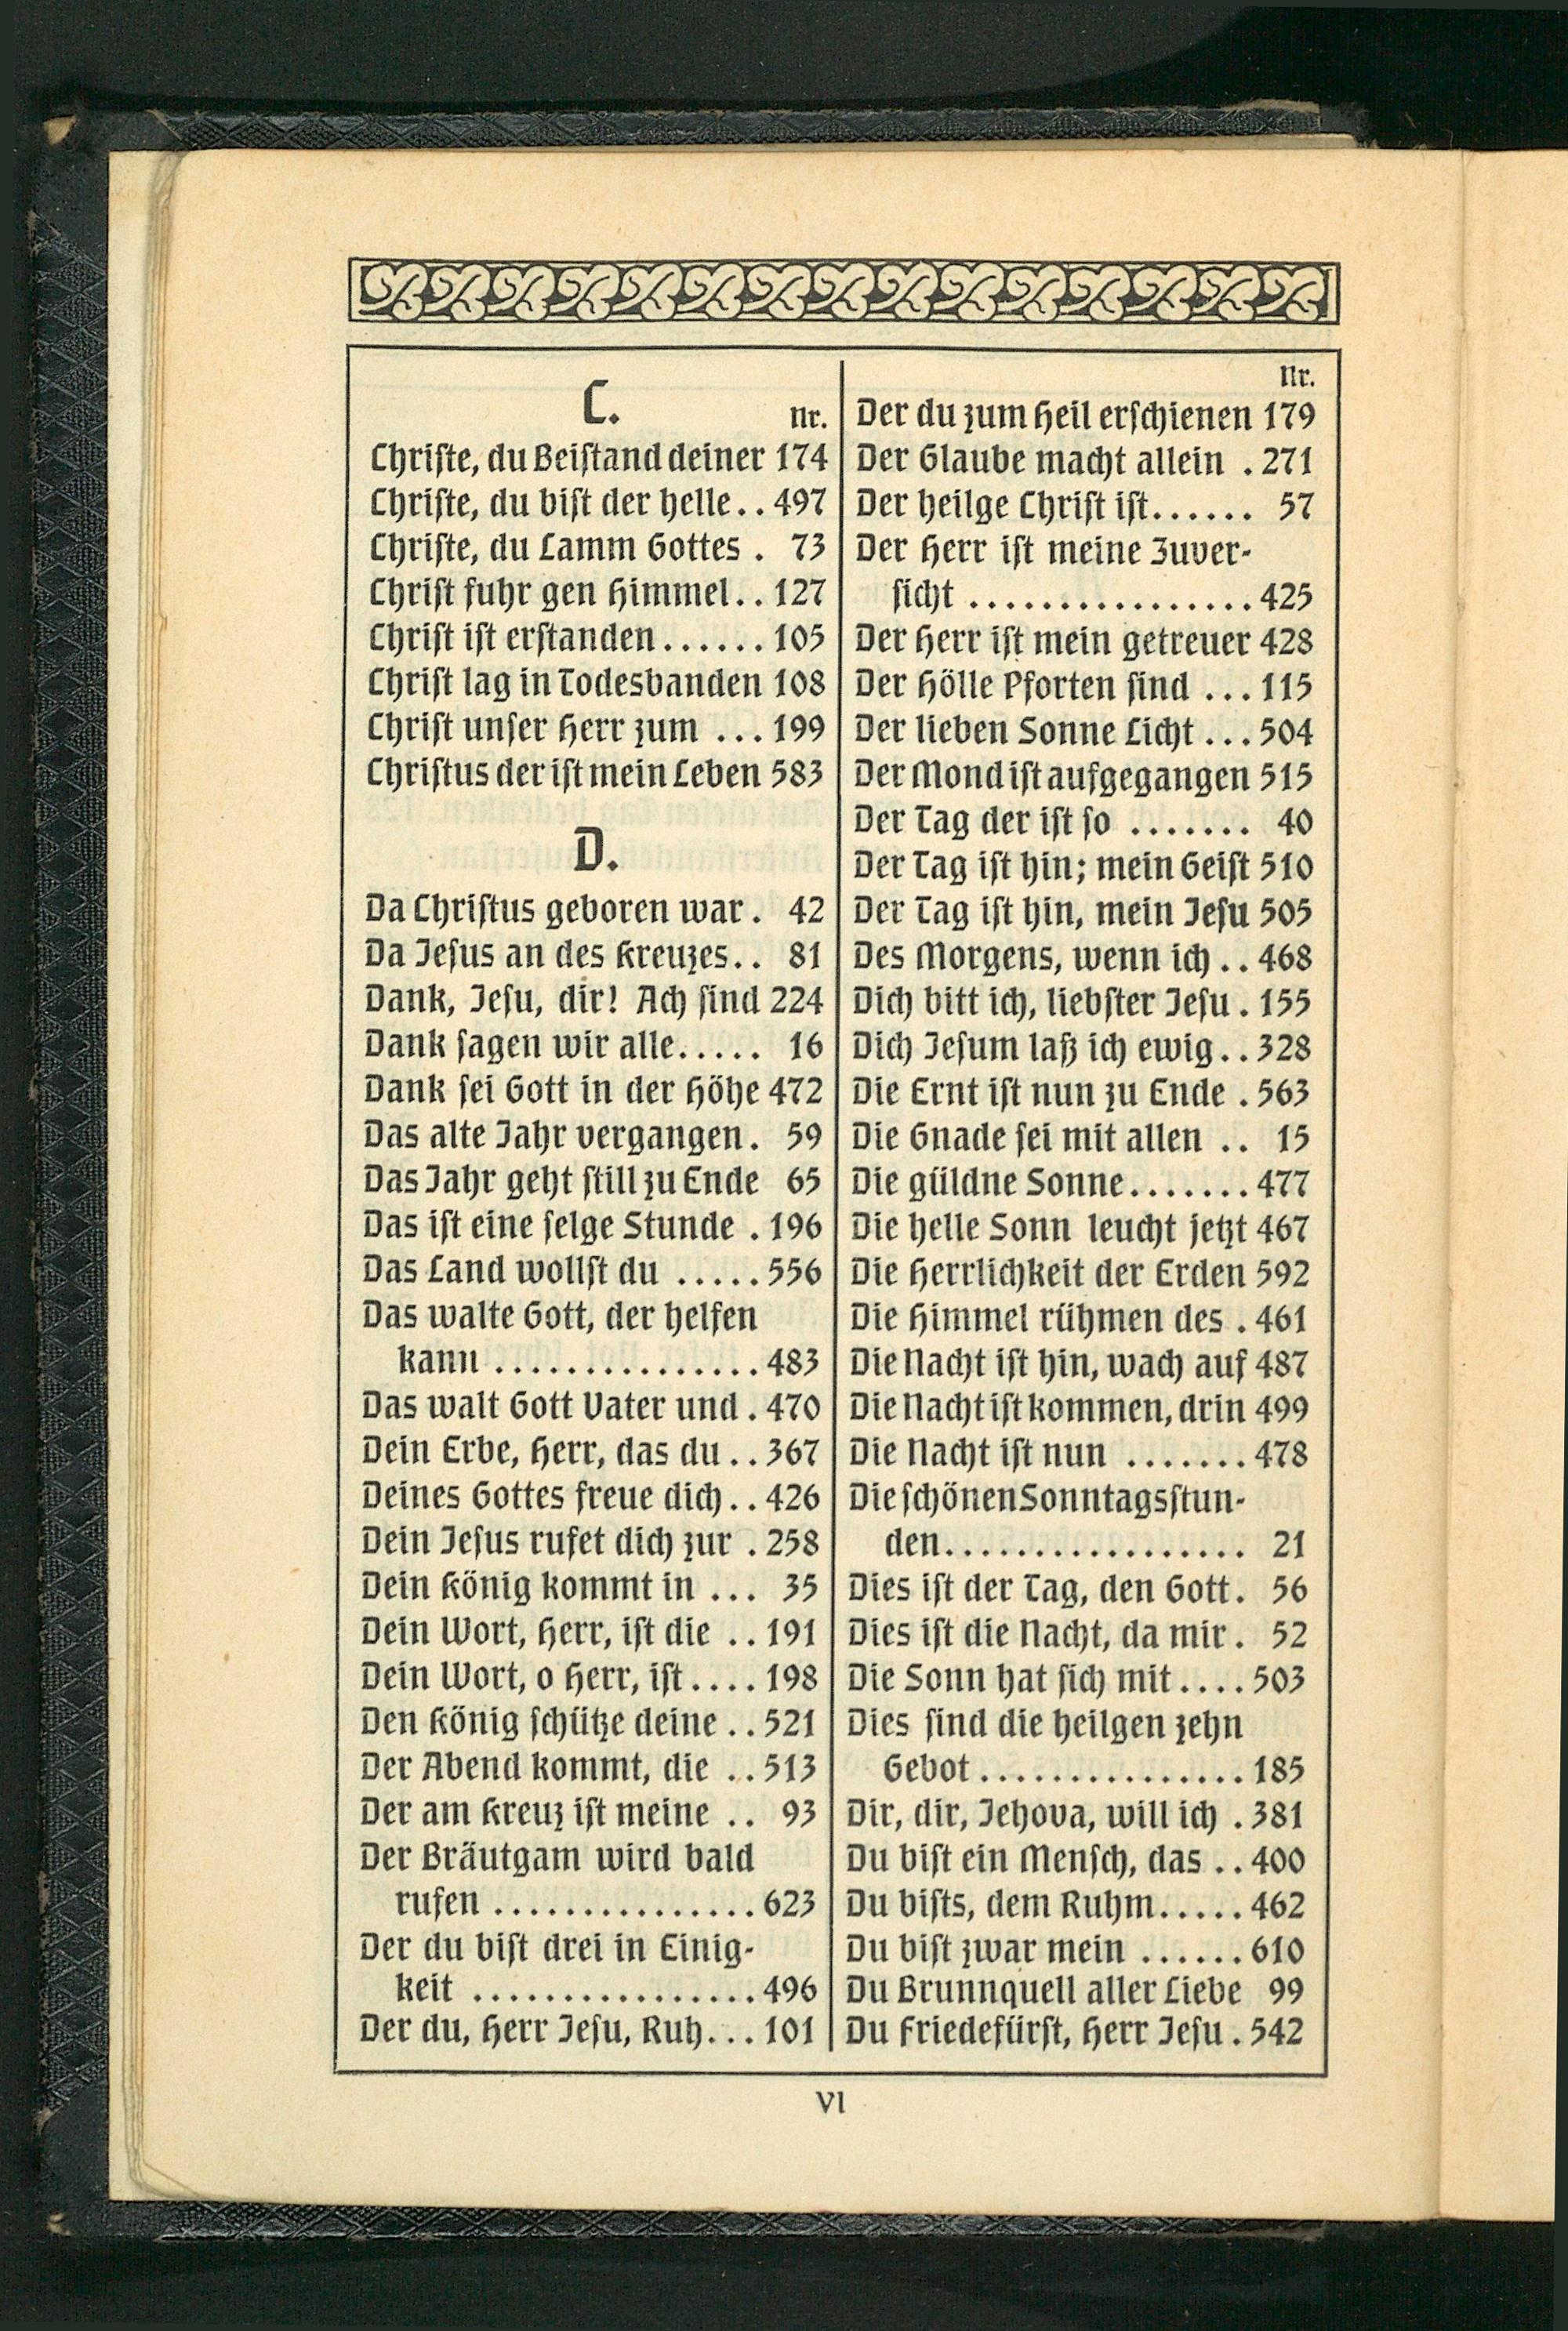 C.
Nr.
Christe, du Beistand deiner 174
Christe, du bist der helle.. 497
Christe, du Lamm Gottes . 73
Christ fuhr gen Himmel.. 127
Christ ist erstanden...... 105
Christ lag in Todesbanden 108
Christ unser Herr zum ... 199
Christus der ist mein Leben 583
D.
Da Christus geboren war . 42
Da Jesus an des Kreuzes.. 81
Dank, Jesu, dir! Ach sind 224
Dank sagen wir alle..... 16
Dank sei Gott in der Höhe 472
Das alte Jahr vergangen. 59
Das Jahr geht still zu Ende 65
Das ist eine selge Stunde . 196
Das Land wollst du ..... 556
Das walte Gott, der helfen
kann ............... 483
Das walt Gott Vater und . 470
Dein Erbe, Herr, das du .. 367
Deines Gottes freue dich.. 426
Dein Jesus rufet dich zur . 258
Dein König kommt in ... 35
Dein Wort, Herr, ist die .. 191
Dein Wort, o Herr, ist.... 198
Den König schütze deine .. 521
Der Abend kommt, die .. 513
Der am Kreuz ist meine .. 93
Der Bräutgam wird bald
rufen ............... 623
Der du bist drei in Einig-
keit ................ 496
Der du, Herr Jesu, Ruh... 101
Nr.
Der du zum Heil erschienen 179
Der Glaube macht allein . 271
Der heilge Christ ist...... 57
Der Herr ist meine Zuver-
sicht ................ 425
Der Herr ist mein getreuer 428
Der Hölle Pforten sind ... 115
Der lieben Sonne Licht ... 504
Der Mond ist aufgegangen 515
Der Tag der ist so ....... 40
Der Tag ist hin; mein Geist 510
Der Tag ist hin, mein Jesu 505
Des Morgens, wenn ich .. 468
Dich bitt ich, liebster Jesu . 155
Dich Jesum laß ich ewig.. 328
Die Ernt ist nun zu Ende . 563
Die Gnade sei mit allen .. 15
Die güldne Sonne....... 477
Die helle Sonn leucht jetzt 467
Die Herrlichkeit der Erden 592
Die Himmel rühmen des . 461
Die Nacht ist hin, wach auf 487
Die Nacht ist kommen, drin 499
Die Nacht ist nun ....... 478
Die schönen Sonntagsstun-
den................. 21
Dies ist der Tag, den Gott. 56
Dies ist die Nacht, da mir . 52
Die Sonn hat sich mit .... 503
Dies sind die heilgen zehn
Gebot............... 185
Dir, dir, Jehova, will ich . 381
Du bist ein Mensch, das .. 400
Du bists, dem Ruhm..... 462
Du bist zwar mein ...... 610
Du Brunnquell aller Liebe 99
Du Friedefürst, Herr Jesu . 542
VI